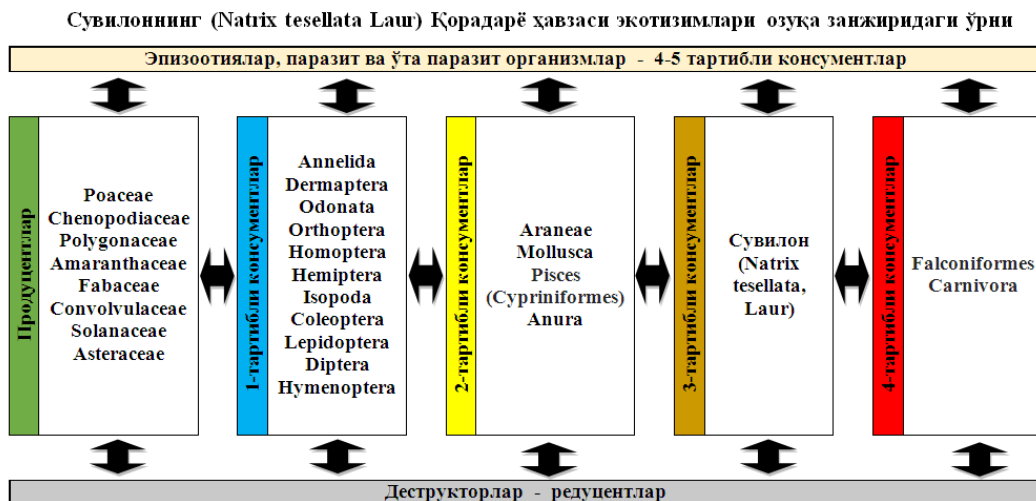 Сувилоннинг (Natrix tesellata Laur) Қорадарё ҳавзаси экотизимлари озуқа занжиридаги ўрни
Эпизоотиялар, паразит ва ўта паразит организмлар - 4-5 тартибли консументлар
Продуцентлар
Poaceae
Chenopodiaceae
Polygonaceae
Amaranthaceae
Fabaceae
Convolvulaceae
Solanaceae
Asteraceae
1-тартибли консументлар
Annelida
Dermaptera
Odonata
Orthoptera
Homoptera
Hemiptera
Isopoda
Coleoptera
Lepidoptera
Diptera
Hymenoptera
2-тартибли консументлар
Araneae
Mollusca
Pisces
(Cypriniformes)
Anura
3-тартибли консументлар
Сувилон
(Natrix
tesellata,
Laur)
4-тартибли консументлар
Falconiformes
Carnivora
Деструкторлар - редуцентлар